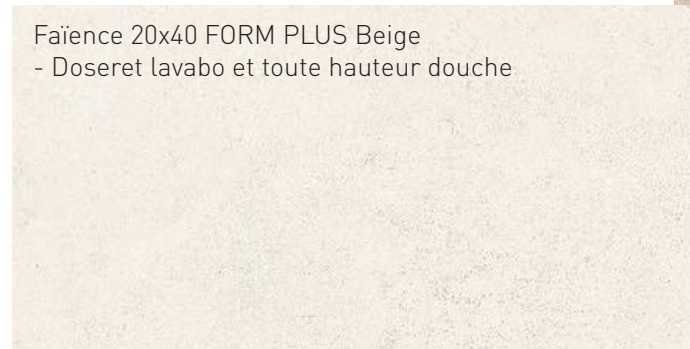 Faïence 20x40 FORM PLUS Beige
- Doseret lavabo et toute hauteur douche